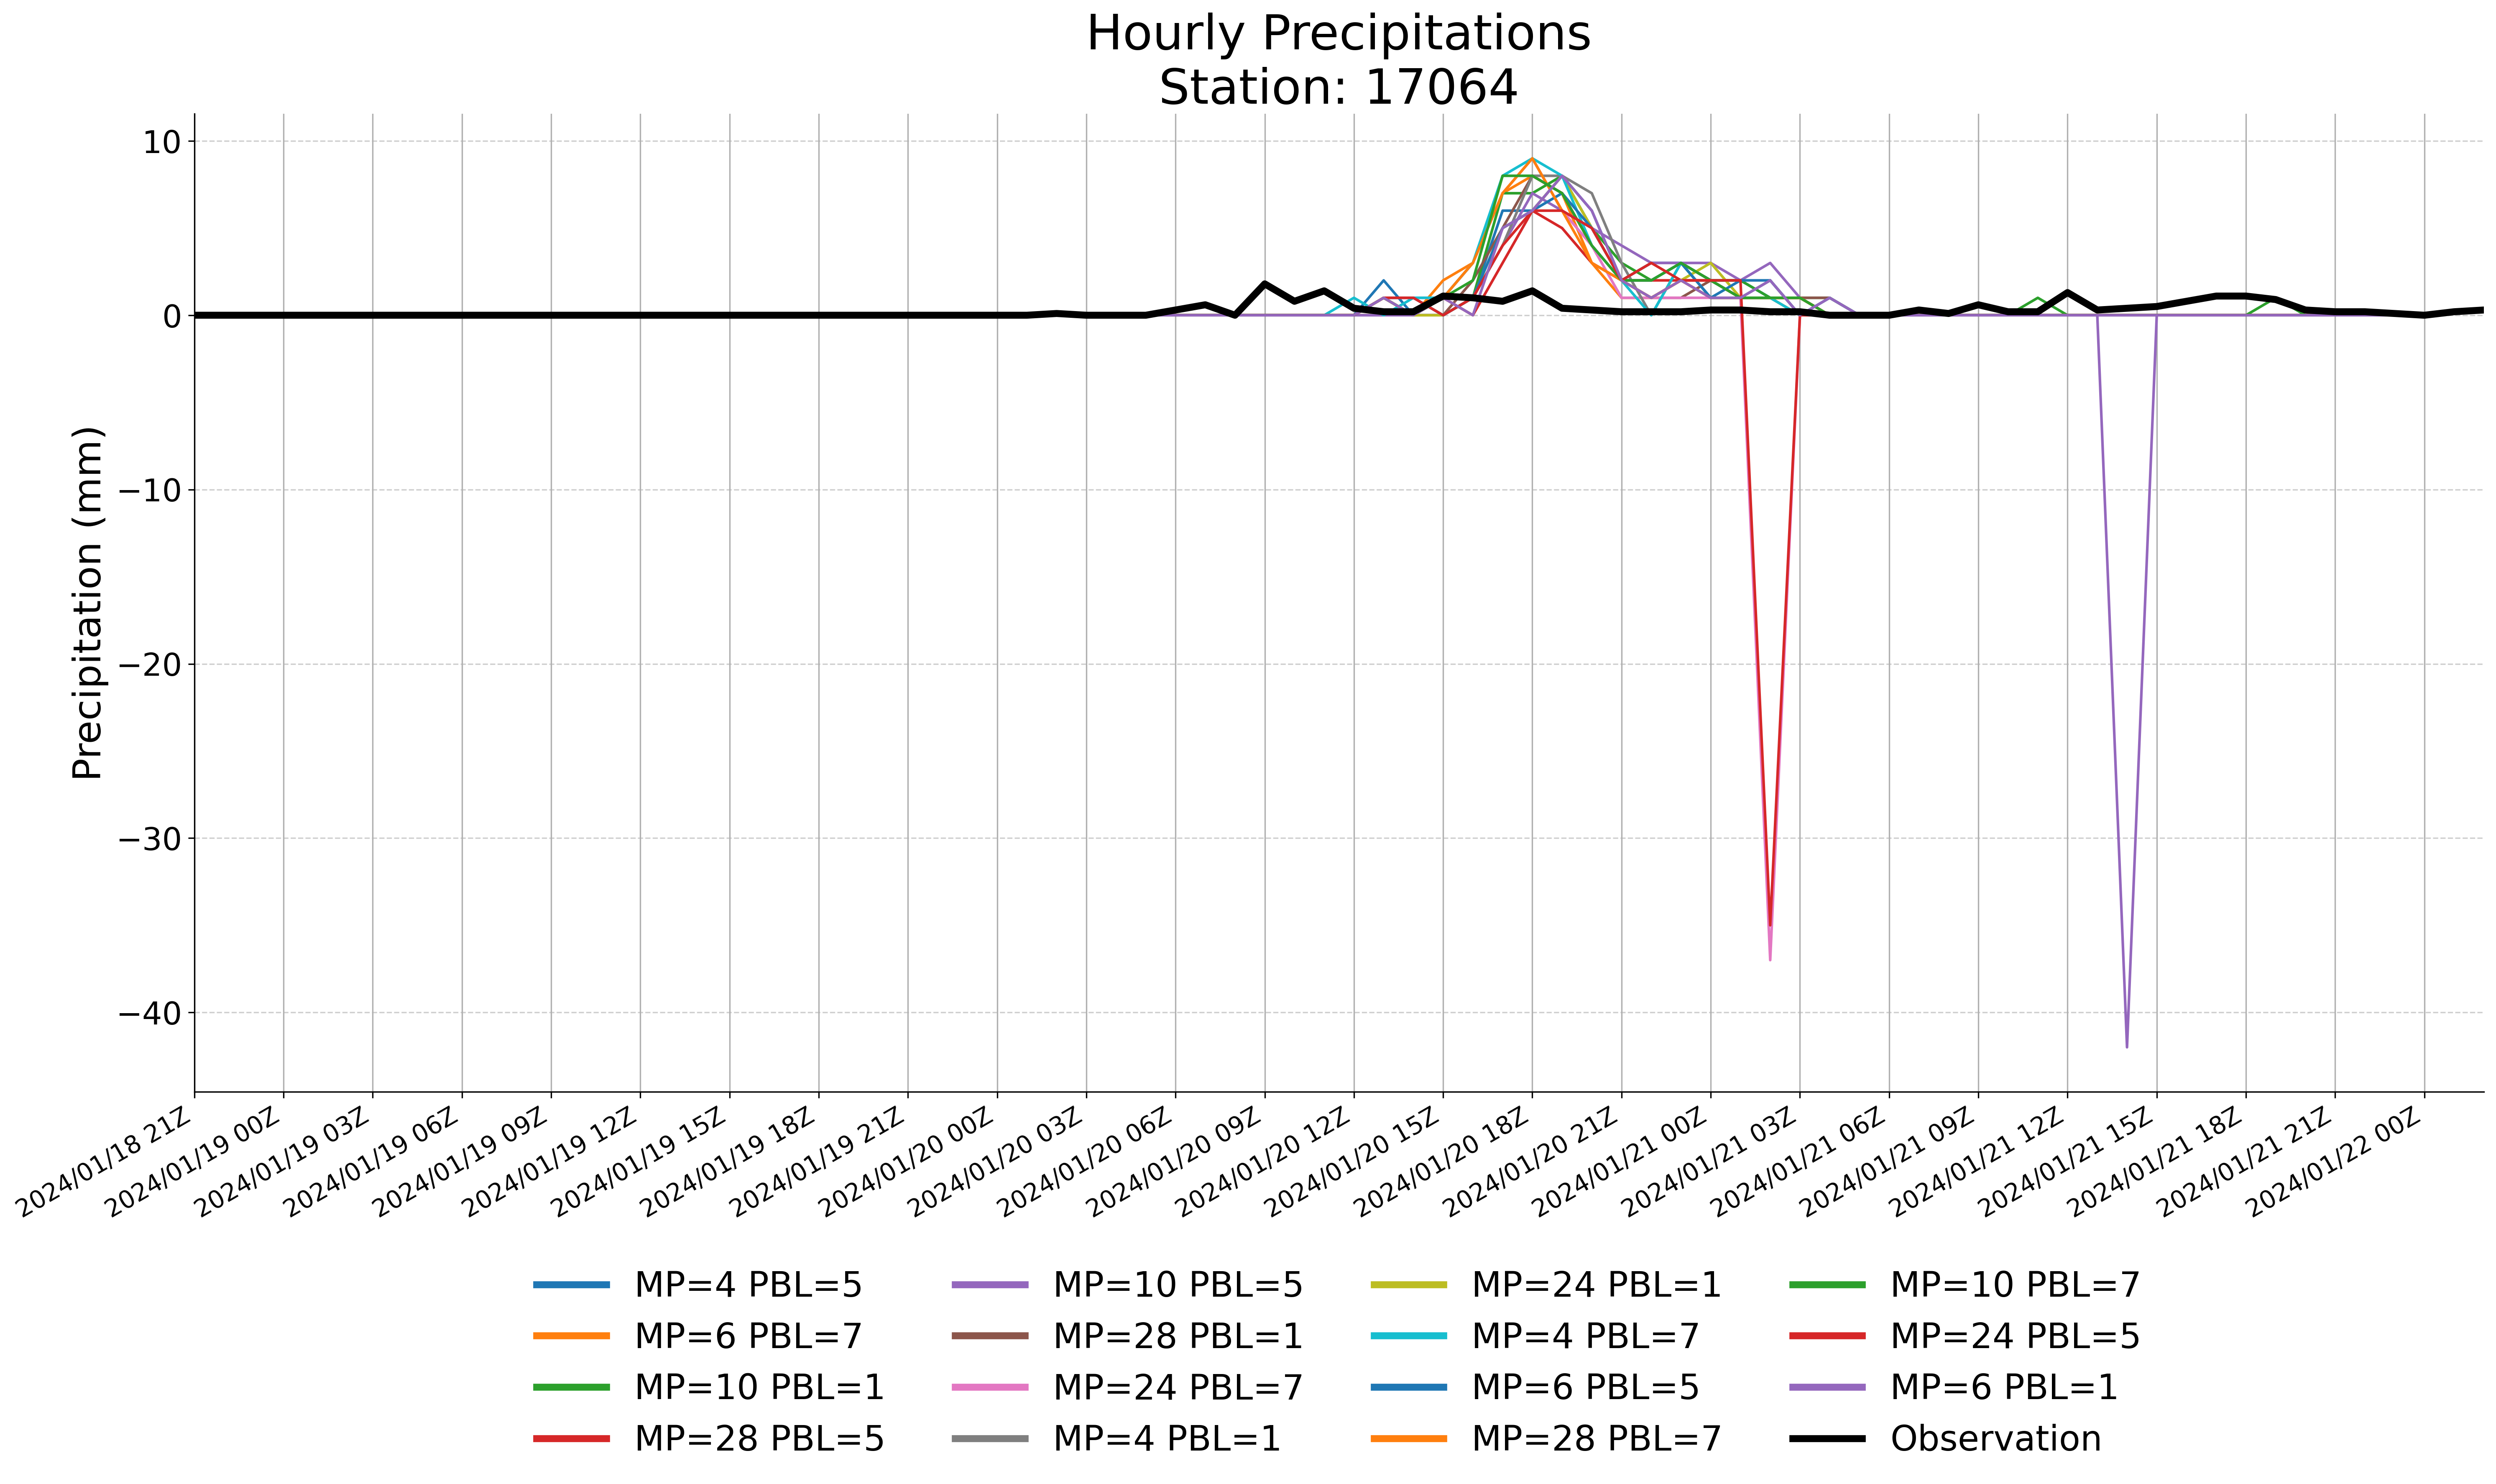 Hourly Precipitations
Station: 17064
Precipitation (mm)
10
0
−10
−20
−30
−40
2024/01/18 21Z
2024/01/19 00Z
2024/01/19 03Z
2024/01/19 06Z
2024/01/19 09Z
2024/01/19 12Z
2024/01/19 15Z
2024/01/19 18Z
2024/01/19 21Z
2024/01/20 00Z
2024/01/20 03Z
2024/01/20 06Z
2024/01/20 09Z
2024/01/20 12Z
2024/01/20 15Z
2024/01/20 18Z
2024/01/20 21Z
2024/01/21 00Z
2024/01/21 03Z
2024/01/21 06Z
2024/01/21 09Z
2024/01/21 12Z
2024/01/21 15Z
2024/01/21 18Z
2024/01/21 21Z
2024/01/22 00Z
MP=4 PBL=5
MP=6 PBL=7
MP=10 PBL=1
MP=28 PBL=5
MP=10 PBL=5
MP=28 PBL=1
MP=24 PBL=7
MP=4 PBL=1
MP=24 PBL=1
MP=4 PBL=7
MP=6 PBL=5
MP=28 PBL=7
MP=10 PBL=7
MP=24 PBL=5
MP=6 PBL=1
Observation